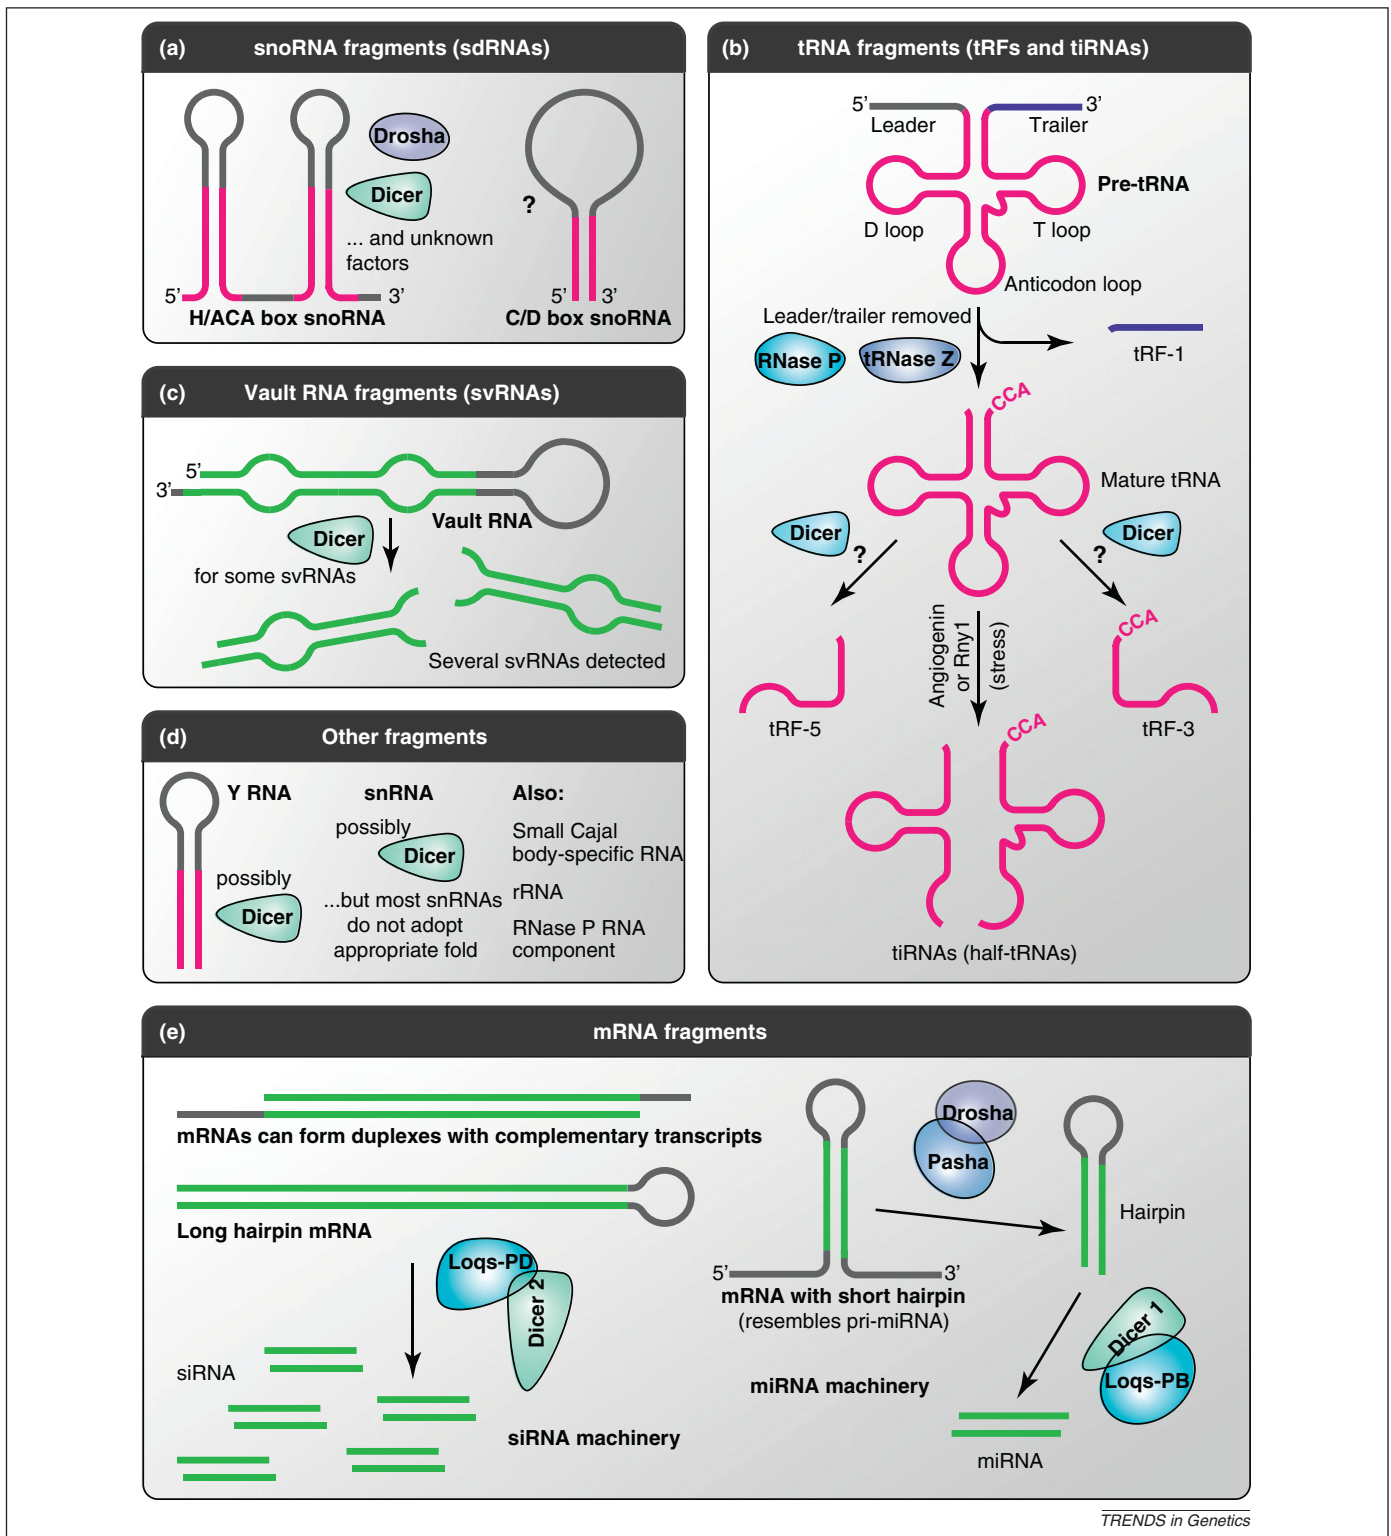 (a) snoRNA fragments (sdRNAs)
Drosha
Dicer
?
... and unknown
factors
5’ 3’ 5’ 3’
H/ACA box snoRNA C/D box snoRNA
(b) tRNA fragments (tRFs and tiRNAs)
5’ 3’
Leader Trailer
Pre-tRNA
D loop T loop
Anticodon loop
Leader/trailer removed
RNase P tRNase Z
tRF-1
CCA
Mature tRNA
Dicer ? ? Dicer
Angiogenin
or Rny1
(stress)
CCA
tRF-5 tRF-3
CCA
tiRNAs (half-tRNAs)
(c) Vault RNA fragments (svRNAs)
5’
3’
Vault RNA
Dicer
for some svRNAs
Several svRNAs detected
(d) Other fragments
Y RNA
possibly
Dicer
snRNA
possibly
Dicer
...but most snRNAs
do not adopt
appropriate fold
Also:
Small Cajal
body-specific RNA
rRNA
RNase P RNA
component
(e) mRNA fragments
mRNAs can form duplexes with complementary transcripts
Long hairpin mRNA
Loqs-PD
Dicer 2
siRNA
siRNA machinery
Drosha
Pasha
Hairpin
5’ 3’
mRNA with short hairpin
(resembles pri-miRNA)
Dicer 1
Loqs-PB
miRNA machinery
miRNA
TRENDS in Genetics